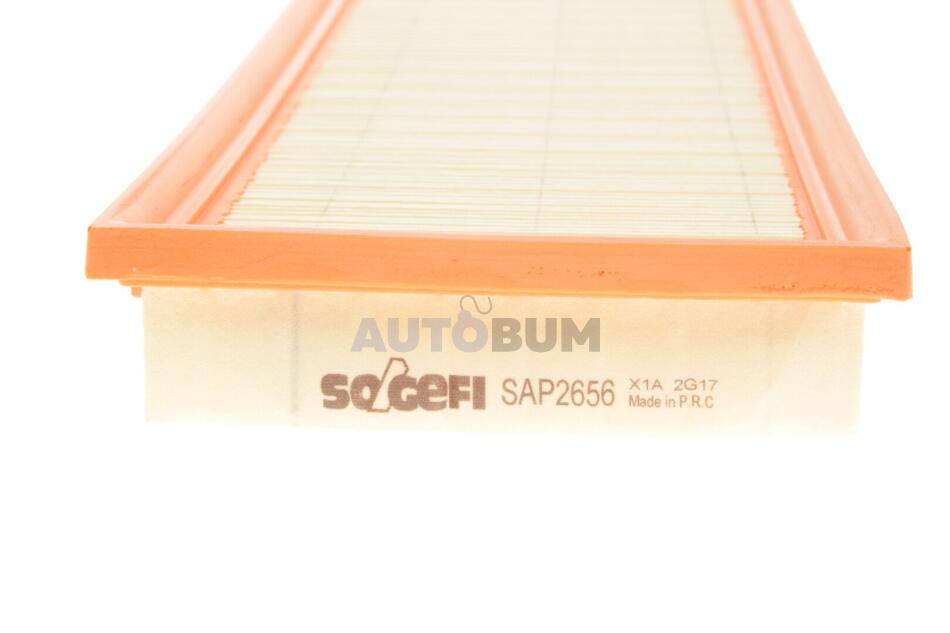 AUTOBUM
SOGEFI SAP2656 X1A 2G17
Made in P.R.C